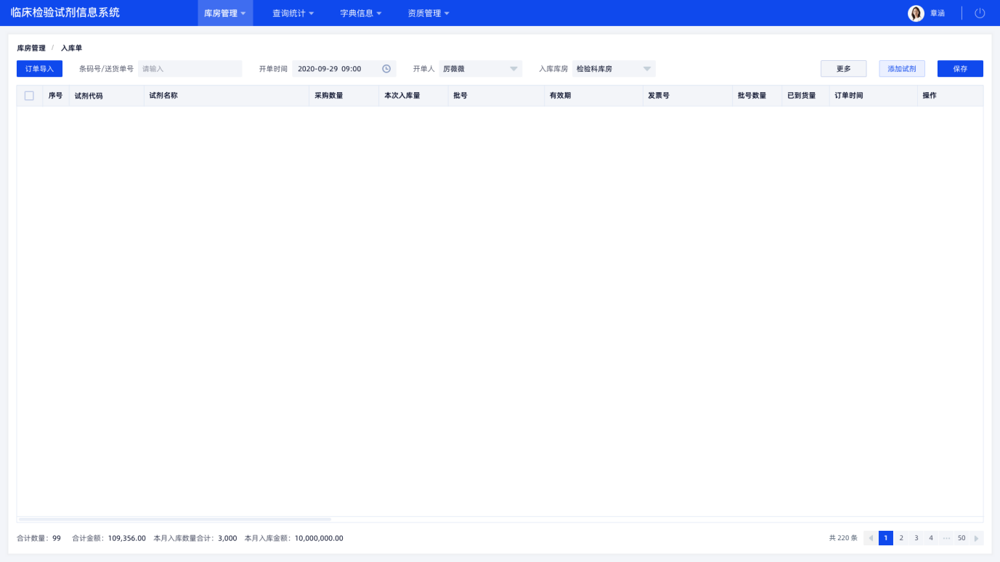 临床检验试剂信息系统 库房管理 查询统计 字典信息 资质管理 章涵
库房管理 / 入库单
订单导入 条码号/送货单号 请输入 开单时间 2020-09-29 09:00 开单人 厉薇薇 入库库房 检验科库房 更多 添加试剂 保存
序号 试剂代码 试剂名称 采购数量 本次入库量 批号 有效期 发票号 批号数量 已到货量 订单时间 操作
合计数量: 99 合计金额: 109,356.00 本月入库数量合计: 3,000 本月入库金额: 10,000,000.00 共 220 条 1 2 3 4 ··· 50